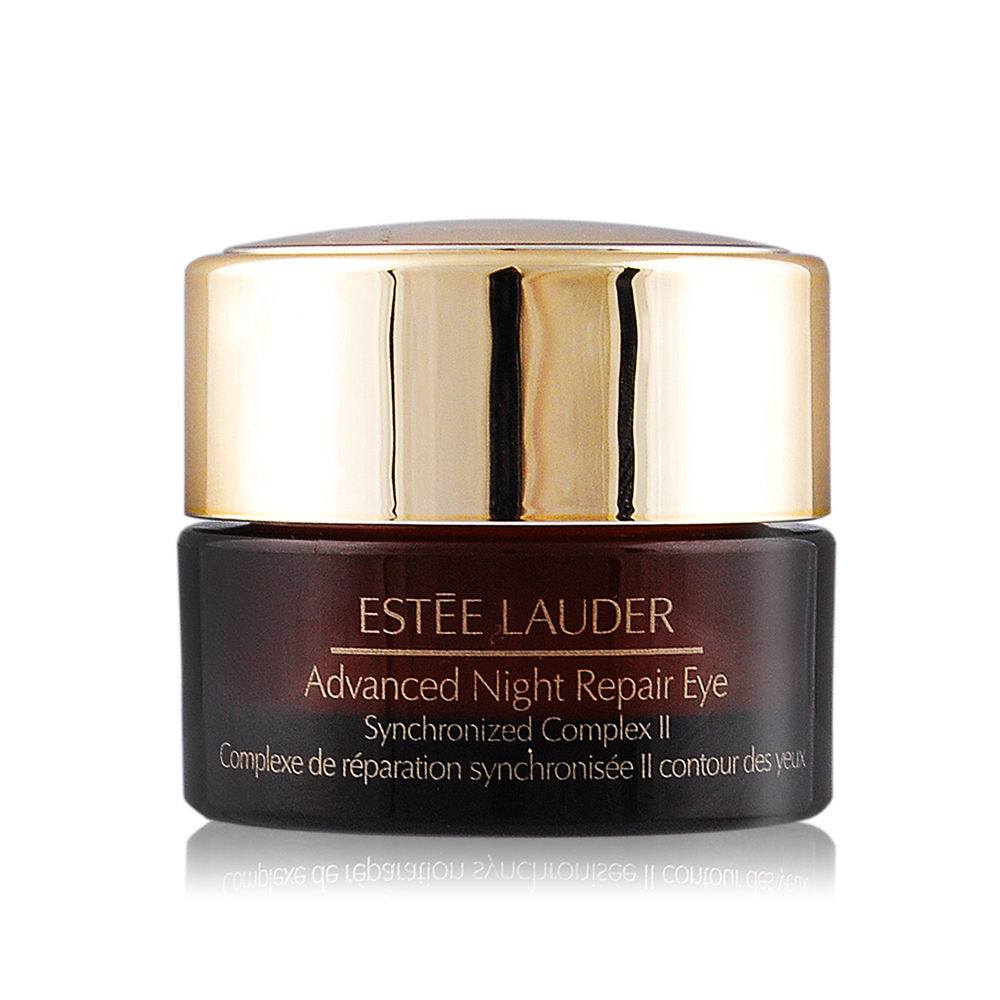 ESTĒE LAUDER
Advanced Night Repair Eye
Synchronized Complex II
Complexe de réparation synchronisée II contour des yeux